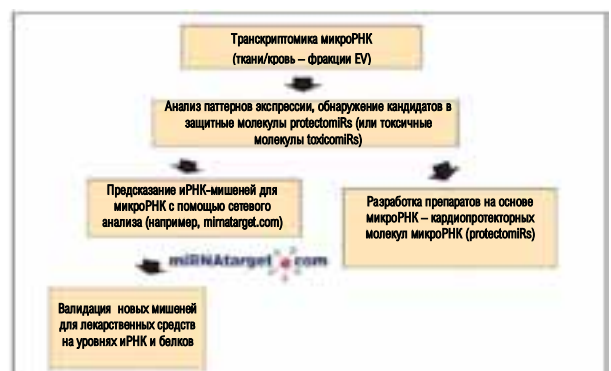 Транскриптомика микроРНК
(ткани/кровь – фракции EV)
Анализ паттернов экспрессии, обнаружение кандидатов в
защитные молекулы protectomiRs (или токсичные
молекулы toxicomiRs)
Предсказание иРНК-мишеней для
микроРНК с помощью сетевого
анализа (например, mirnatarget.com)
Разработка препаратов на основе
микроРНК – кардиопротекторных
молекул микроРНК (protectomiRs)
miRNAtarget com
Валидация новых мишеней
для лекарственных средств
на уровнях иРНК и белков